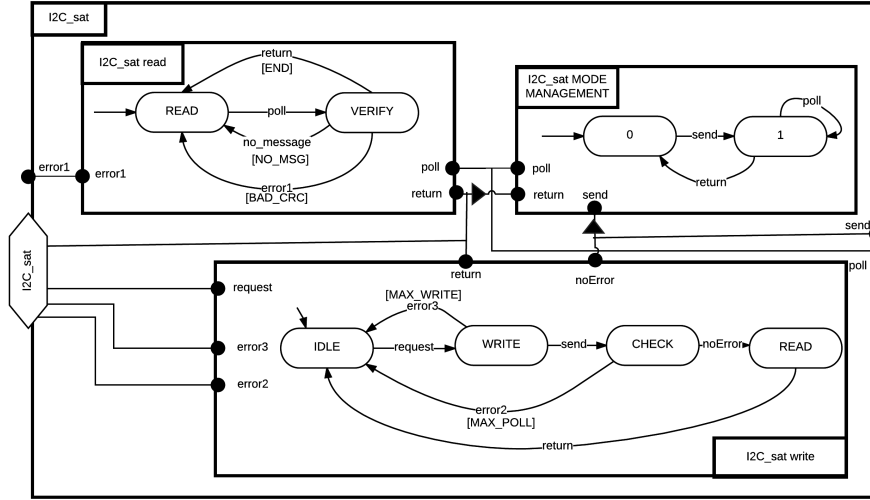 I2C_sat
I2C_sat read
return
[END]
READ
poll
VERIFY
no_message
[NO_MSG]
error1
[BAD_CRC]
I2C_sat MODE
MANAGEMENT
poll
0
send
1
return
error1
error1
poll
poll
return
return
send
send
I2C_sat
return
noError
poll
request
[MAX_WRITE]
error3
IDLE
request
WRITE
send
CHECK
noError
READ
error3
error2
error2
[MAX_POLL]
return
I2C_sat write